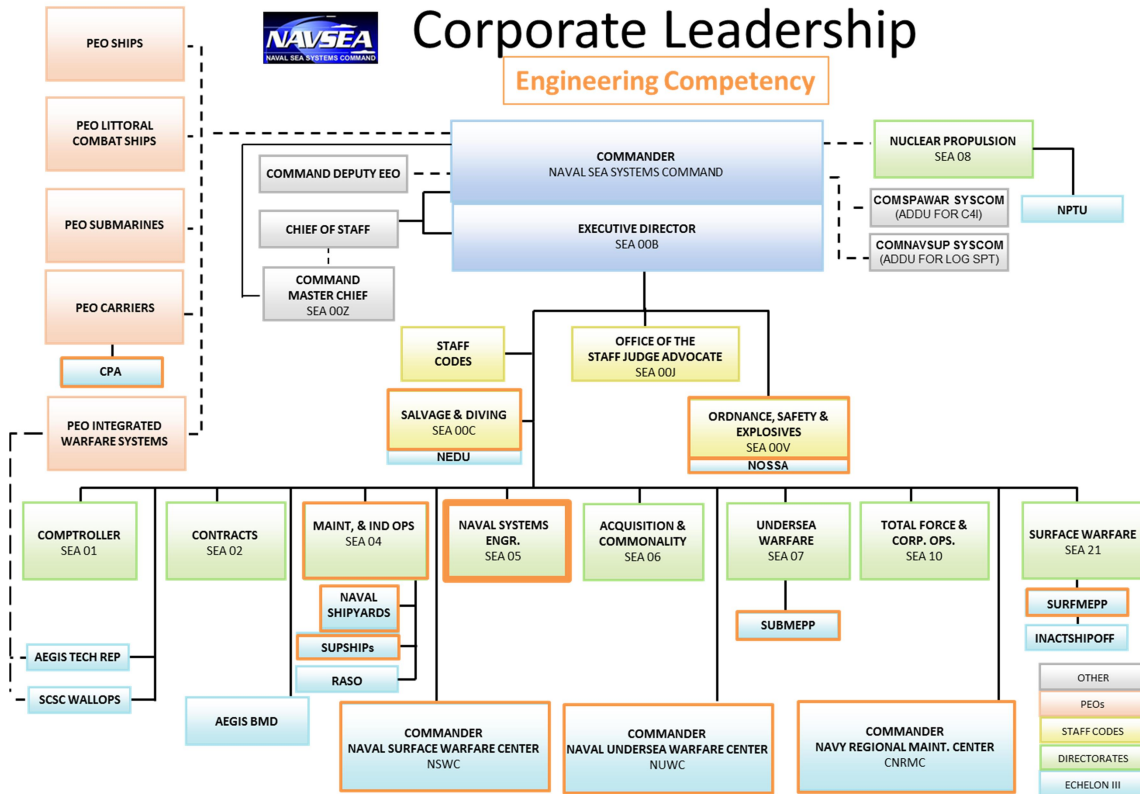 NAVSEA
NAVAL SEA SYSTEMS COMMAND
Corporate Leadership
Engineering Competency
PEO SHIPS
PEO LITTORAL
COMBAT SHIPS
PEO SUBMARINES
PEO CARRIERS
CPA
PEO INTEGRATED
WARFARE SYSTEMS
COMMANDER
NAVAL SEA SYSTEMS COMMAND
EXECUTIVE DIRECTOR
SEA 00B
COMMAND DEPUTY EEO
CHIEF OF STAFF
COMMAND
MASTER CHIEF
SEA 00Z
NUCLEAR PROPULSION
SEA 08
NPTU
COMSPAWAR SYSCOM
(ADDU FOR C4I)
COMNAVSUP SYSCOM
(ADDU FOR LOG SPT)
STAFF
CODES
OFFICE OF THE
STAFF JUDGE ADVOCATE
SEA 00J
SALVAGE & DIVING
SEA 00C
NEDU
ORDNANCE, SAFETY &
EXPLOSIVES
SEA 00V
NOSSA
COMPTROLLER
SEA 01
CONTRACTS
SEA 02
MAINT, & IND OPS
SEA 04
NAVAL SYSTEMS
ENGR.
SEA 05
ACQUISITION &
COMMONALITY
SEA 06
UNDERSEA
WARFARE
SEA 07
TOTAL FORCE &
CORP. OPS.
SEA 10
SURFACE WARFARE
SEA 21
NAVAL
SHIPYARDS
SUPSHIPs
RASO
SUBMEPP
SURFMEPP
INACTSHIPOFF
AEGIS TECH REP
SCSC WALLOPS
AEGIS BMD
COMMANDER
NAVAL SURFACE WARFARE CENTER
NSWC
COMMANDER
NAVAL UNDERSEA WARFARE CENTER
NUWC
COMMANDER
NAVY REGIONAL MAINT. CENTER
CNRMC
OTHER
PEOs
STAFF CODES
DIRECTORATES
ECHELON III